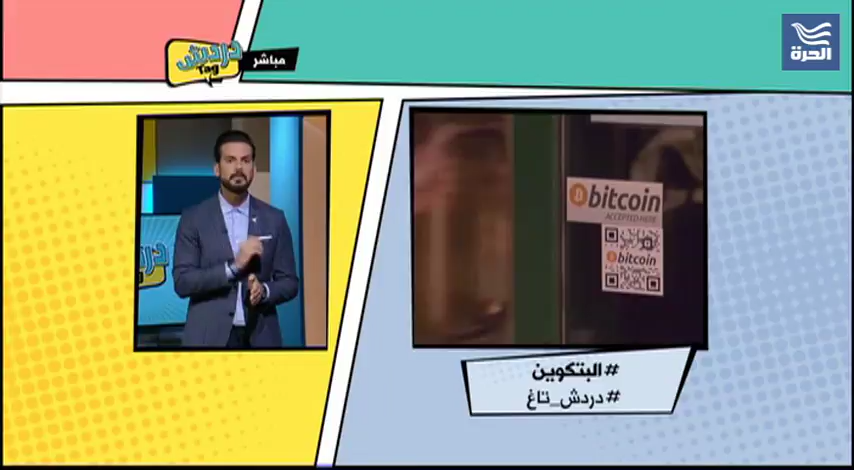 الحرة
دردش
Tag
مباشر
bitcoin
ACCEPTED HERE
bitcoin
#البتكوين
#دردش_تاغ